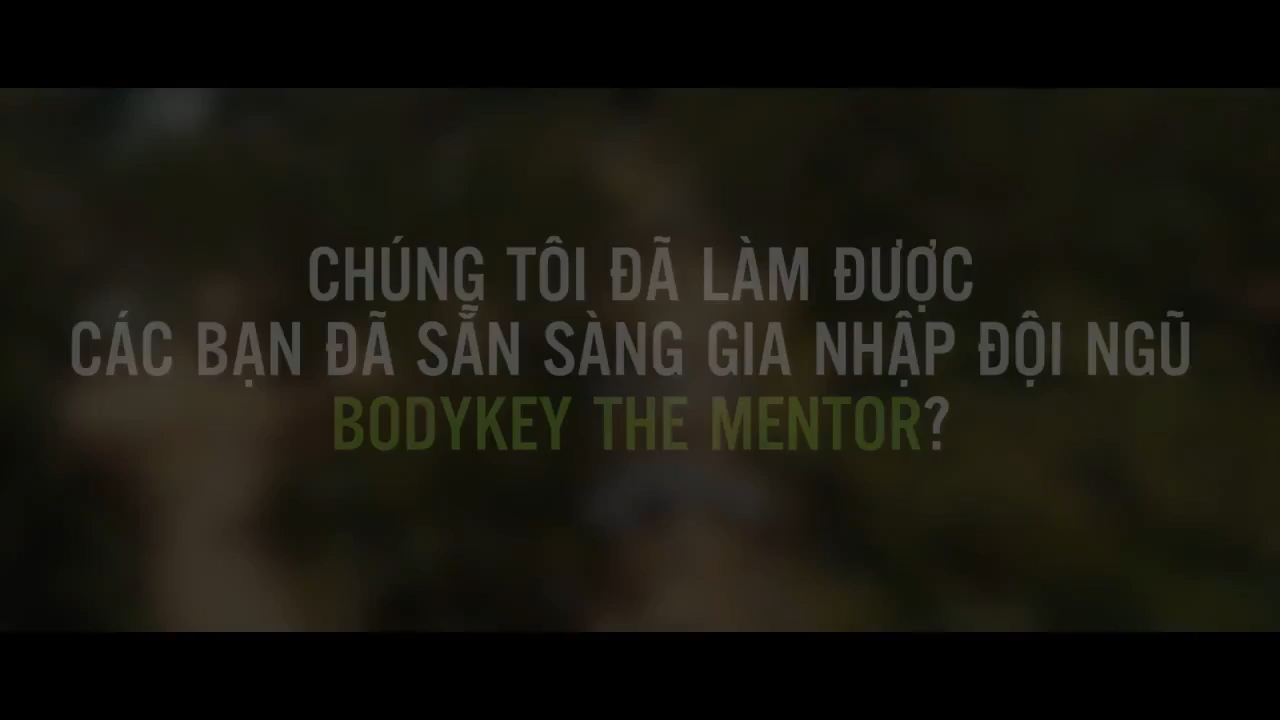 CHÚNG TÔI ĐÃ LÀM ĐƯỢC
CÁC BẠN ĐÃ SẴN SÀNG GIA NHẬP ĐỘI NGŨ
BODYKEY THE MENTOR?